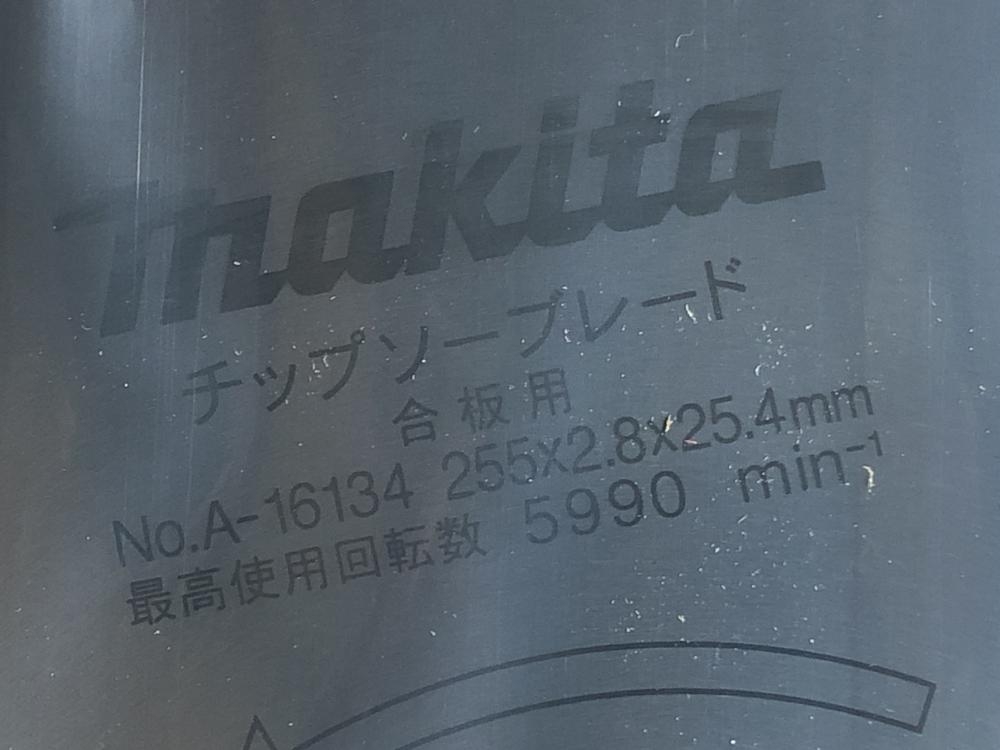 makita
チップソーブレード
合板用
No.A-16134 255x2.8x25.4mm
最高使用回転数 5990 min⁻¹